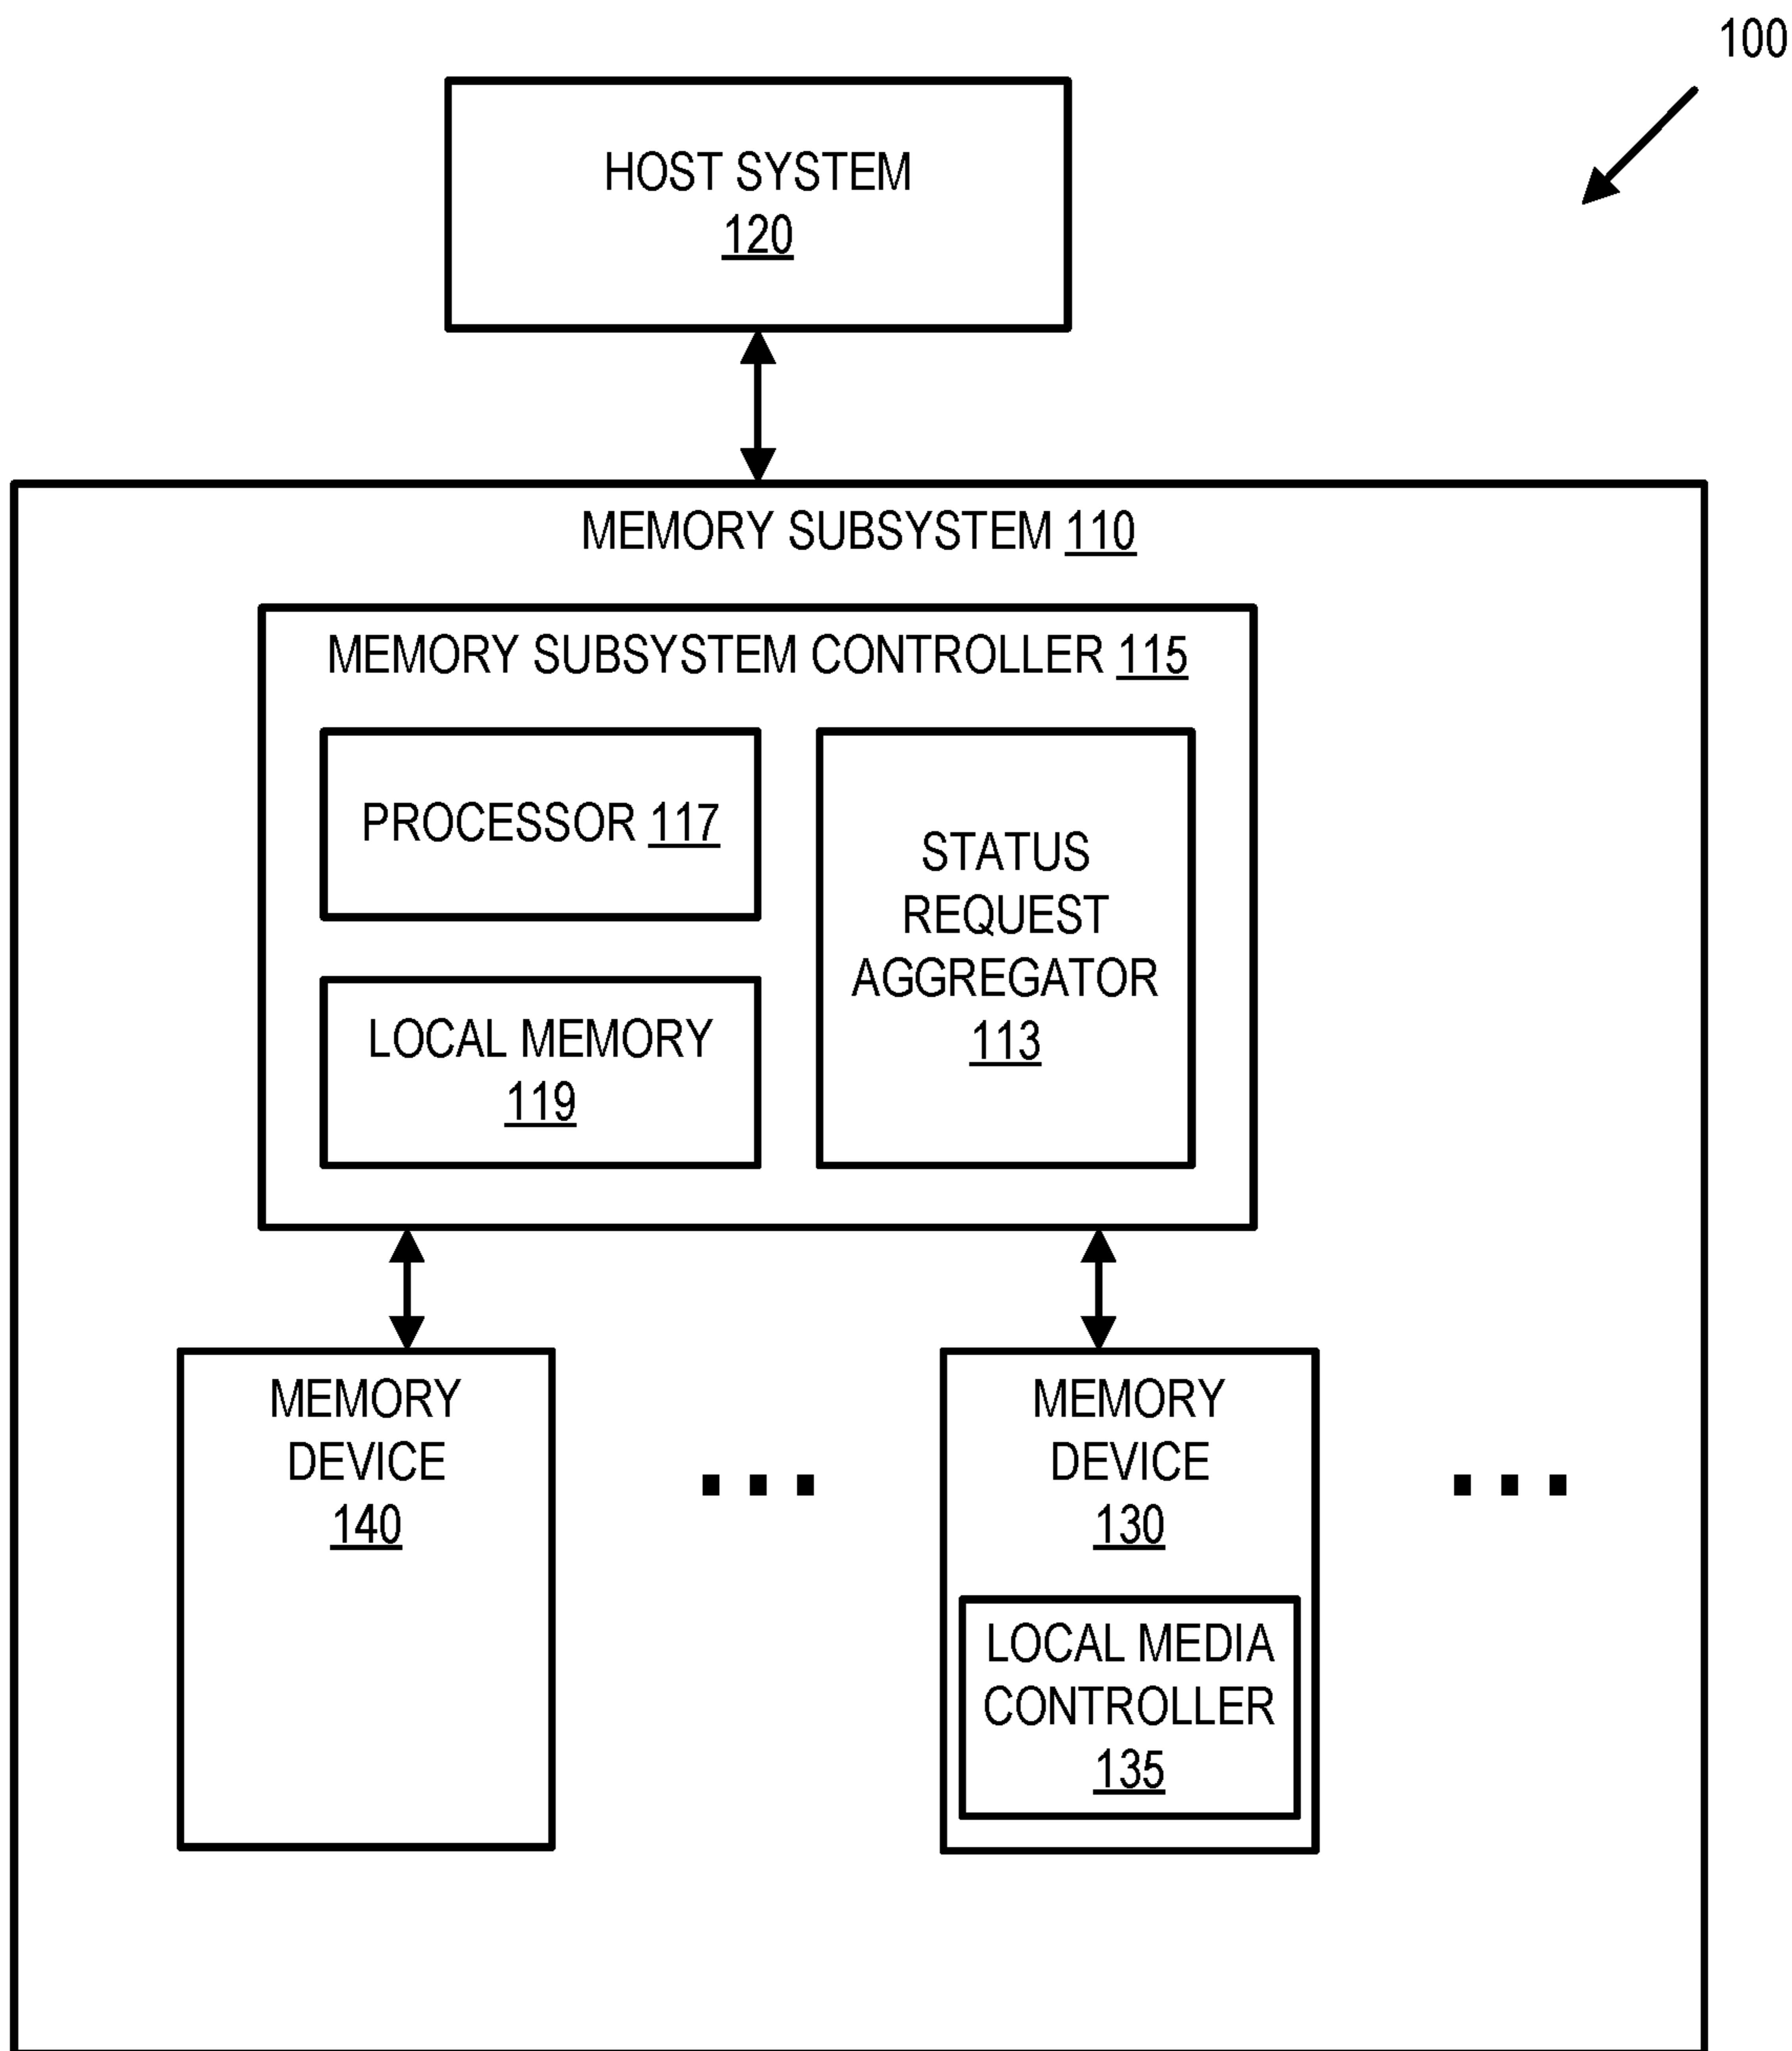 100
HOST SYSTEM
120
MEMORY SUBSYSTEM 110
MEMORY SUBSYSTEM CONTROLLER 115
PROCESSOR 117
LOCAL MEMORY
119
STATUS
REQUEST
AGGREGATOR
113
MEMORY
DEVICE
140
MEMORY
DEVICE
130
LOCAL MEDIA
CONTROLLER
135